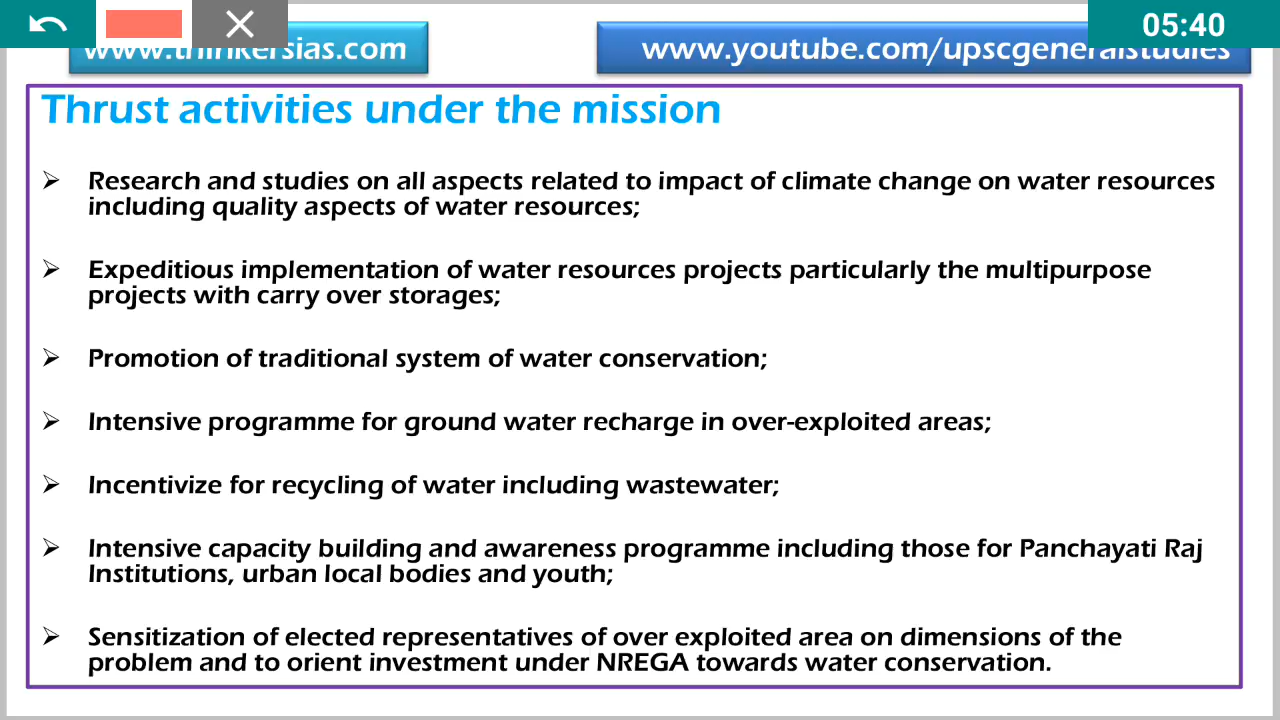 05:40
www.thinkersias.com
www.youtube.com/upscgeneralstudies
Thrust activities under the mission
Research and studies on all aspects related to impact of climate change on water resources
including quality aspects of water resources;
Expeditious implementation of water resources projects particularly the multipurpose
projects with carry over storages;
Promotion of traditional system of water conservation;
Intensive programme for ground water recharge in over-exploited areas;
Incentivize for recycling of water including wastewater;
Intensive capacity building and awareness programme including those for Panchayati Raj
Institutions, urban local bodies and youth;
Sensitization of elected representatives of over exploited area on dimensions of the
problem and to orient investment under NREGA towards water conservation.